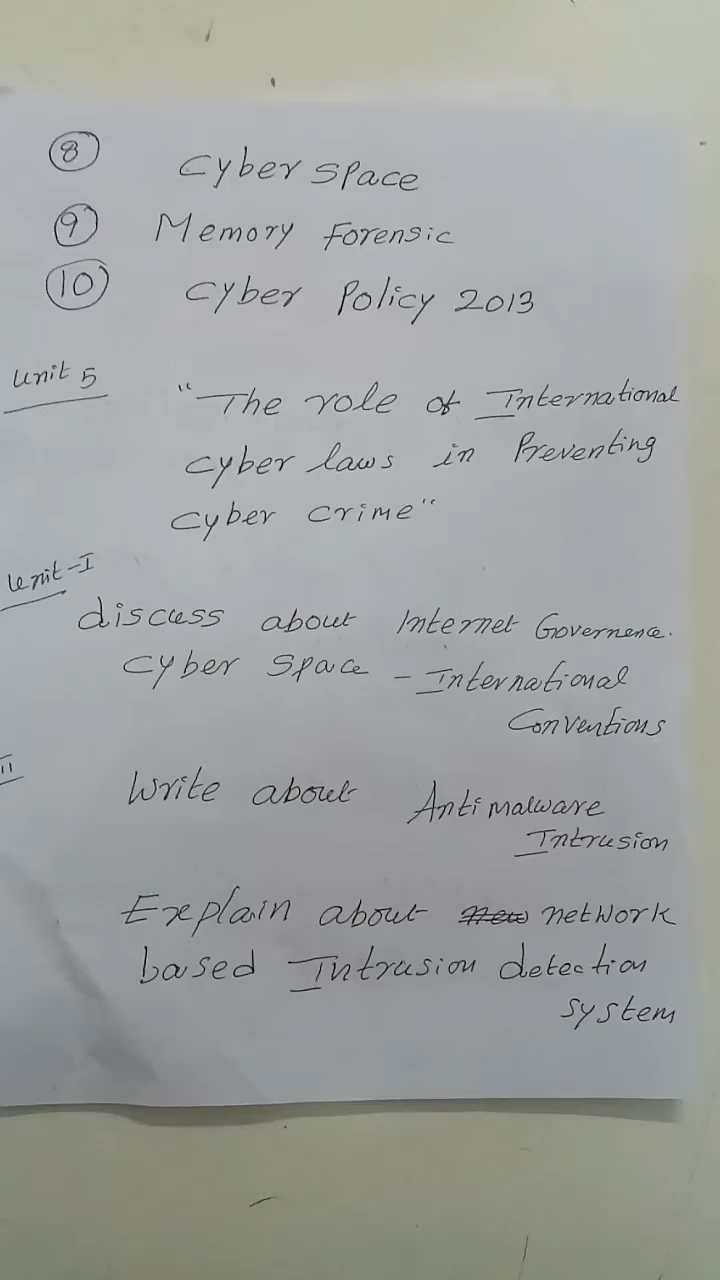 8 Cyber Space
9 Memory Forensic
10 Cyber Policy 2013
Unit 5
"The role of International
Cyber laws in Preventing
Cyber Crime"
Unit-I
discuss about Internet Governence.
Cyber Space - International
Conventions
II
Write about Antimalware
Intrusion
Explain about new network
based Intrusion detection
system